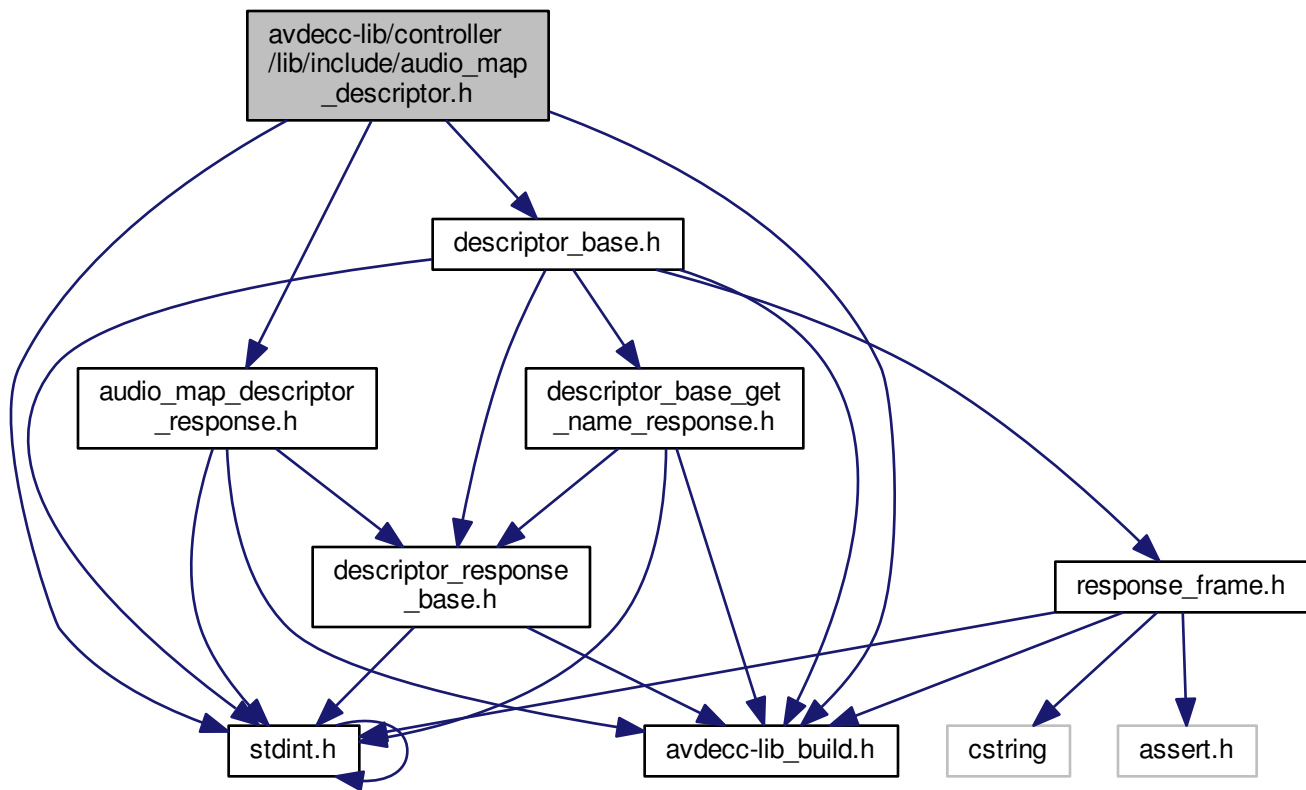 avdecc-lib/controller
/lib/include/audio_map
_descriptor.h
descriptor_base.h
audio_map_descriptor
_response.h
descriptor_base_get
_name_response.h
descriptor_response
_base.h
response_frame.h
stdint.h
avdecc-lib_build.h
cstring
assert.h